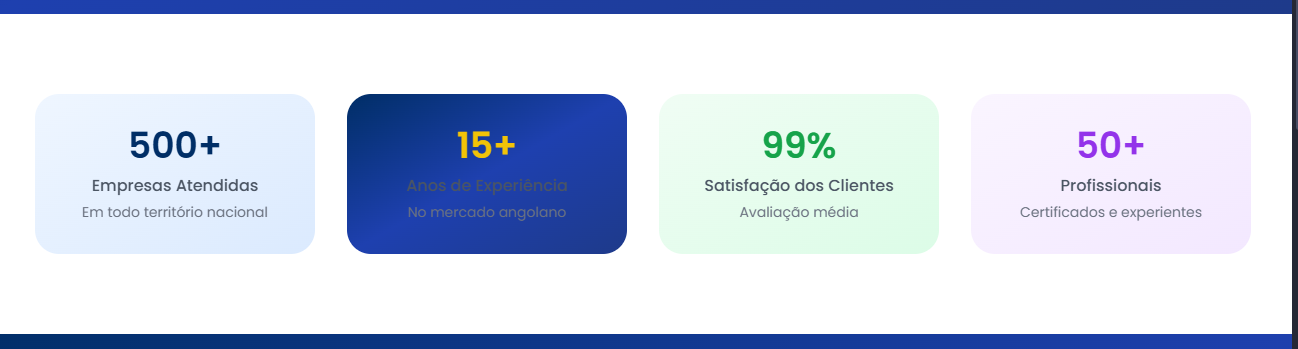 500+
Empresas Atendidas
Em todo território nacional
15+
Anos de Experiência
No mercado angolano
99%
Satisfação dos Clientes
Avaliação média
50+
Profissionais
Certificados e experientes